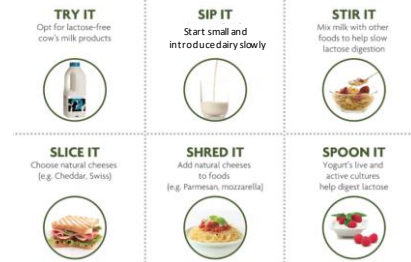 TRY IT
Opt for lactose-free
cow's milk products
SIP IT
Start small and
introduce dairy slowly
STIR IT
Mix milk with other
foods to help slow
lactose digestion
SLICE IT
Choose natural cheeses
(e.g. Cheddar, Swiss)
SHRED IT
Add natural cheeses
to foods
(e.g. Parmesan, mozzarella)
SPOON IT
Yogurt's live and
active cultures
help digest lactose